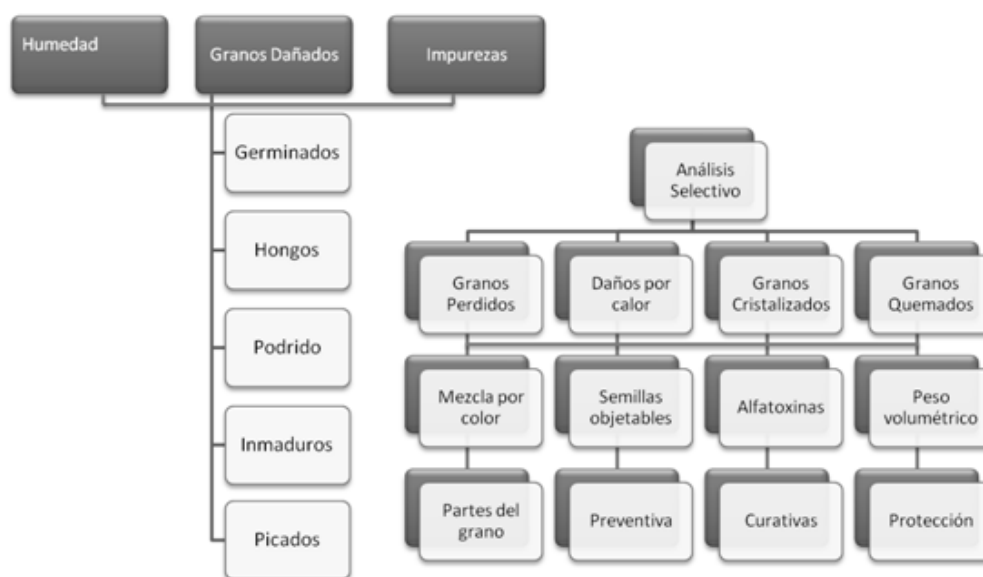 Humedad
Granos Dañados
Impurezas
Germinados
Hongos
Podrido
Inmaduros
Picados
Análisis
Selectivo
Granos
Perdidos
Daños por
calor
Granos
Cristalizados
Granos
Quemados
Mezcla por
color
Semillas
objetables
Alfatoxinas
Peso
volumétrico
Partes del
grano
Preventiva
Curativas
Protección